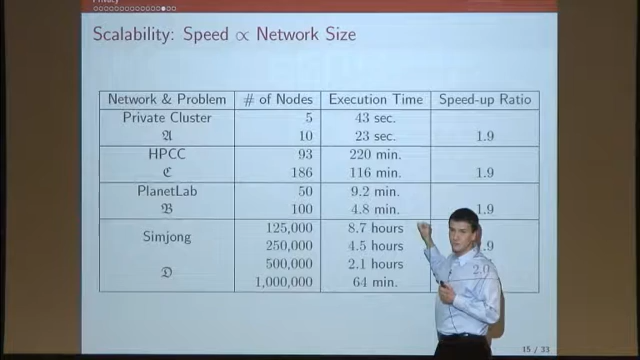 Privacy
Scalability: Speed ∝ Network Size
Network & Problem # of Nodes Execution Time Speed-up Ratio
Private Cluster 5 43 sec.
𝔄 10 23 sec. 1.9
HPCC 93 220 min.
ℭ 186 116 min. 1.9
PlanetLab 50 9.2 min.
𝔅 100 4.8 min. 1.9
Simjong 125,000 8.7 hours
250,000 4.5 hours
500,000 2.1 hours 2.0
𝔇 1,000,000 64 min.
15 / 33